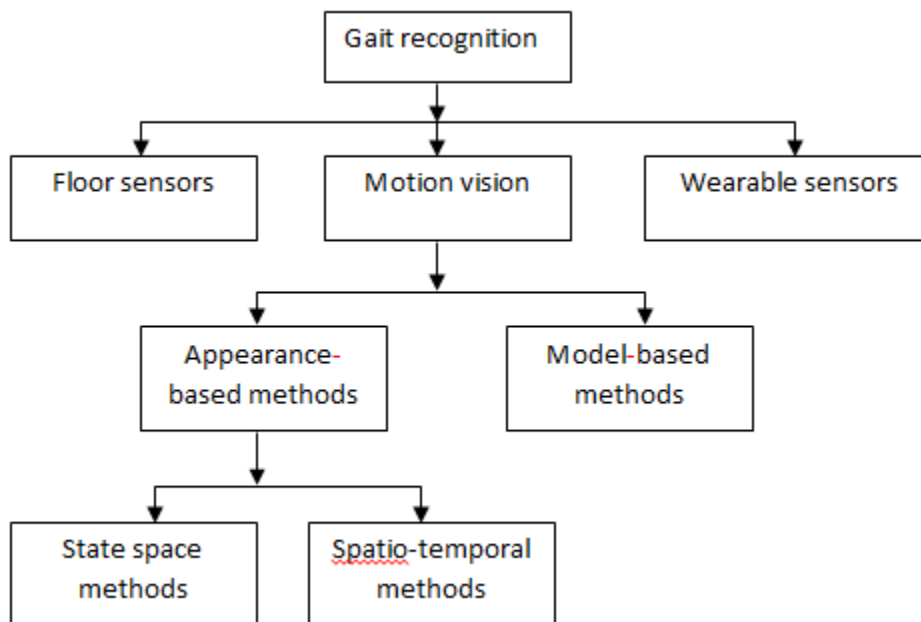 Gait recognition
Floor sensors
Motion vision
Wearable sensors
Appearance-
based methods
Model-based
methods
State space
methods
Spatio-temporal
methods